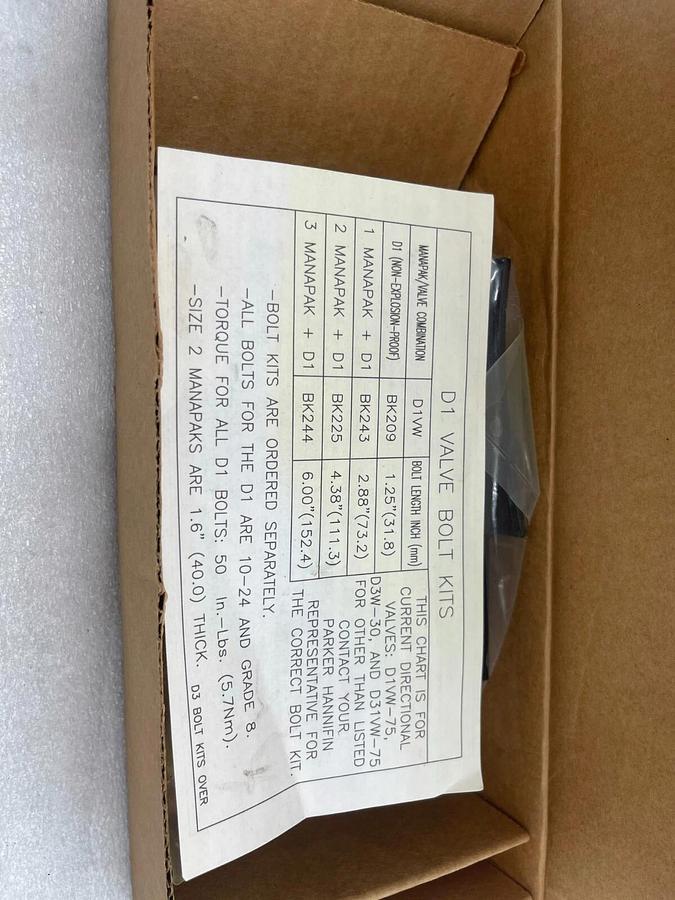 D1 VALVE BOLT KITS
MANAPAK/VALVE COMBINATION D1VW BOLT LENGTH INCH (mm)
D1 (NON-EXPLOSION-PROOF) BK209 1.25"(31.8)
1 MANAPAK + D1 BK243 2.88"(73.2)
2 MANAPAK + D1 BK225 4.38"(111.3)
3 MANAPAK + D1 BK244 6.00"(152.4)
THIS CHART IS FOR
CURRENT DIRECTIONAL
VALVES: D1VW-75,
D3W-30, AND D31VW-75
FOR OTHER THAN LISTED
CONTACT YOUR
PARKER HANNIFIN
REPRESENTATIVE FOR
THE CORRECT BOLT KIT.
-BOLT KITS ARE ORDERED SEPARATELY.
-ALL BOLTS FOR THE D1 ARE 10-24 AND GRADE 8.
-TORQUE FOR ALL D1 BOLTS: 50 In.-Lbs. (5.7Nm).
-SIZE 2 MANAPAKS ARE 1.6" (40.0) THICK.
D3 BOLT KITS OVER